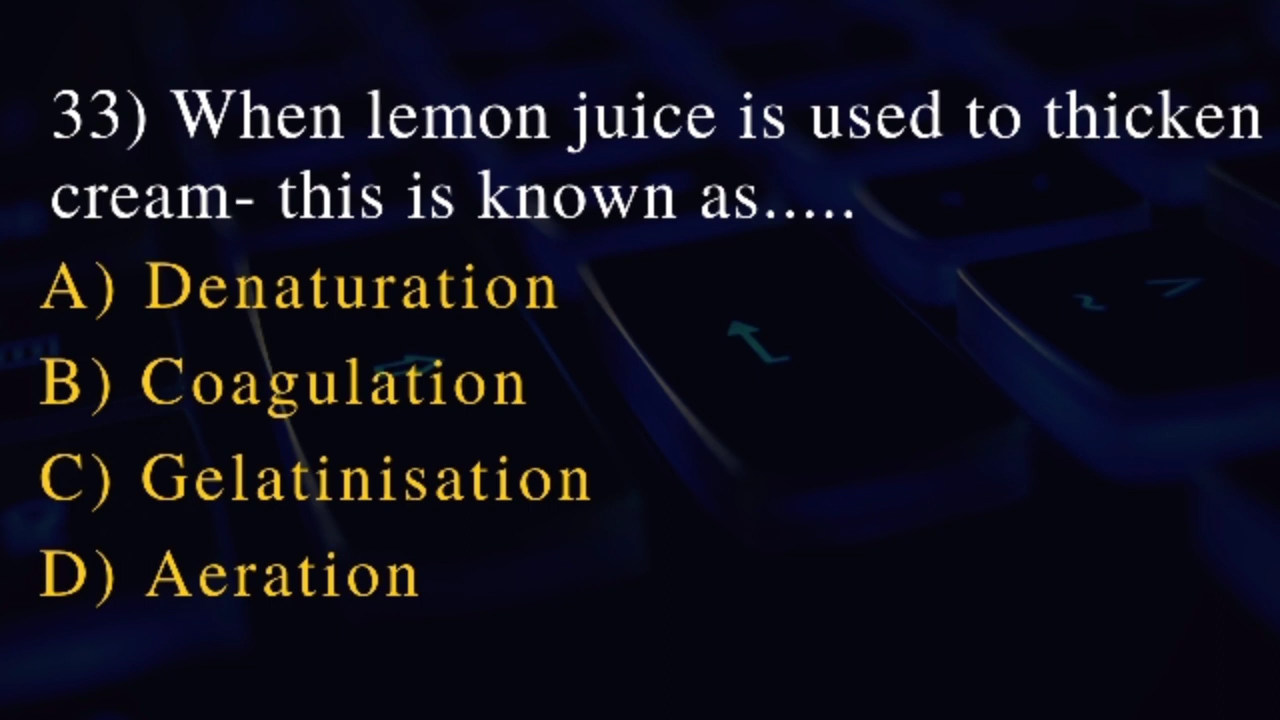 33) When lemon juice is used to thicken
cream- this is known as.....
A) Denaturation
B) Coagulation
C) Gelatinisation
D) Aeration